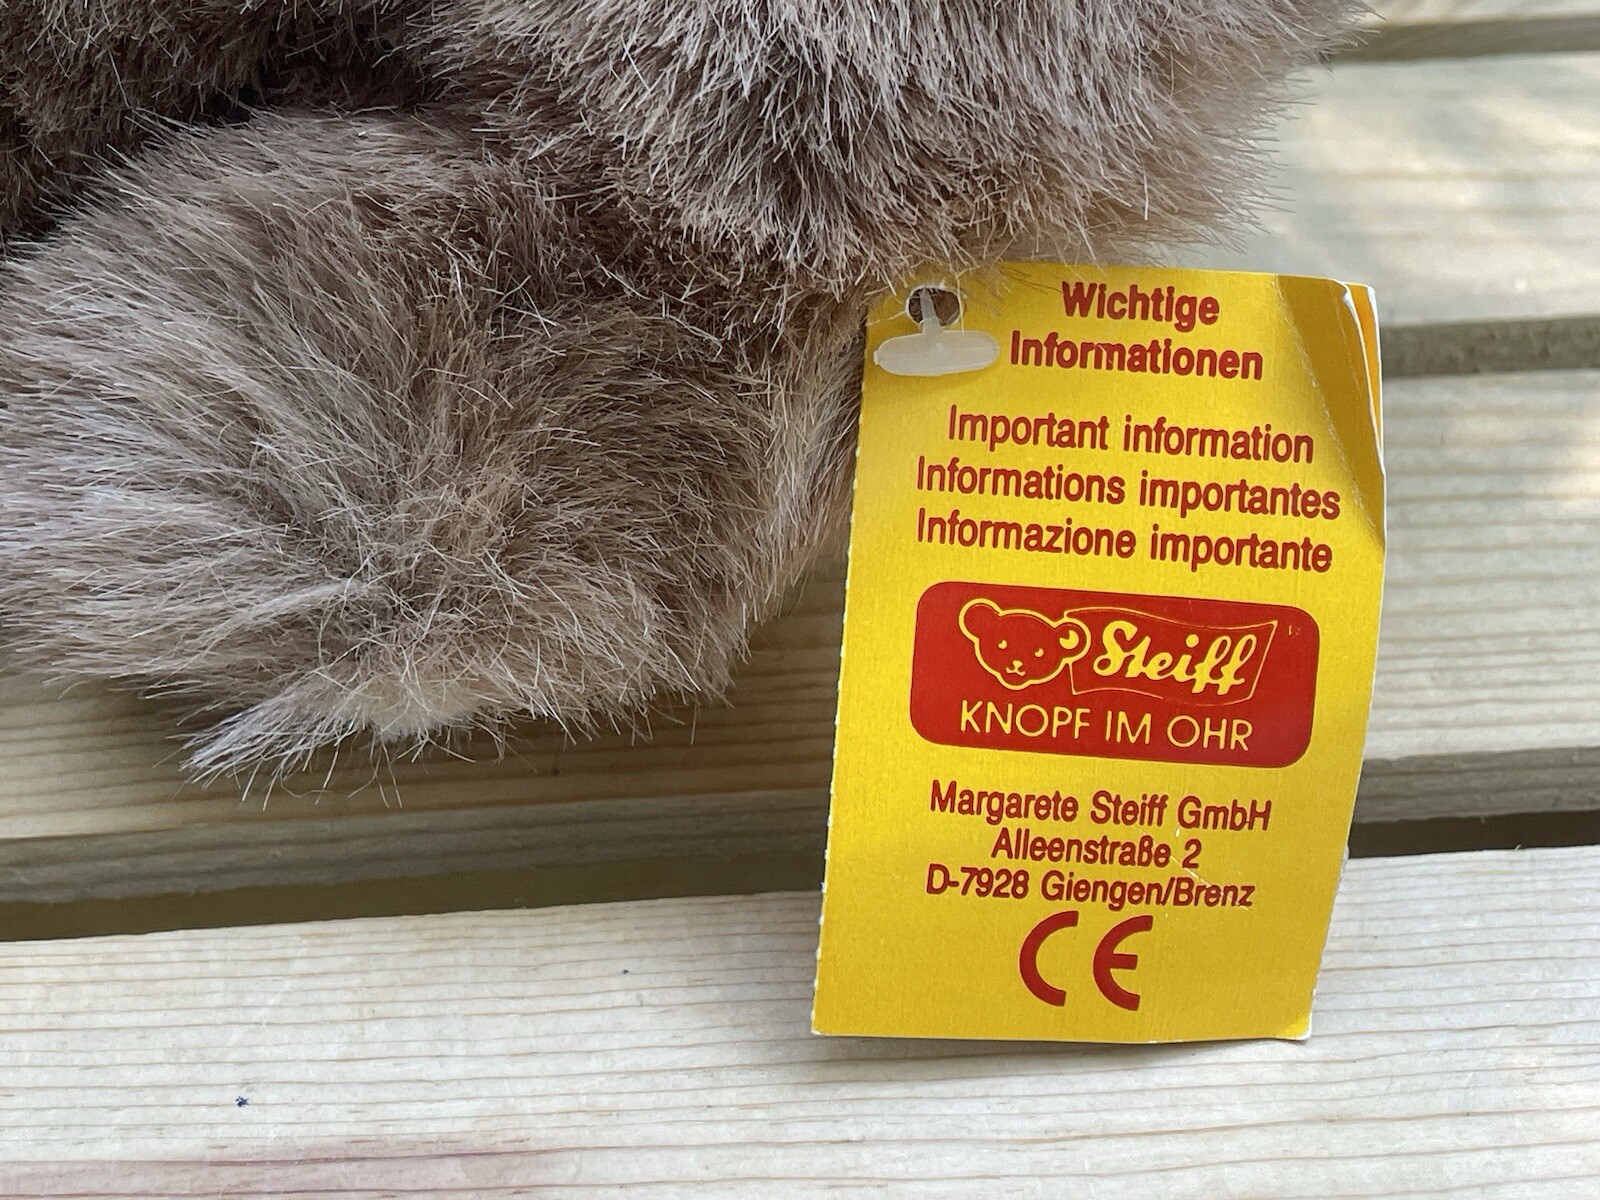 Wichtige
Informationen
Important information
Informations importantes
Informazione importante
Steiff
KNOPF IM OHR
Margarete Steiff GmbH
Alleenstraße 2
D-7928 Giengen/Brenz
CE